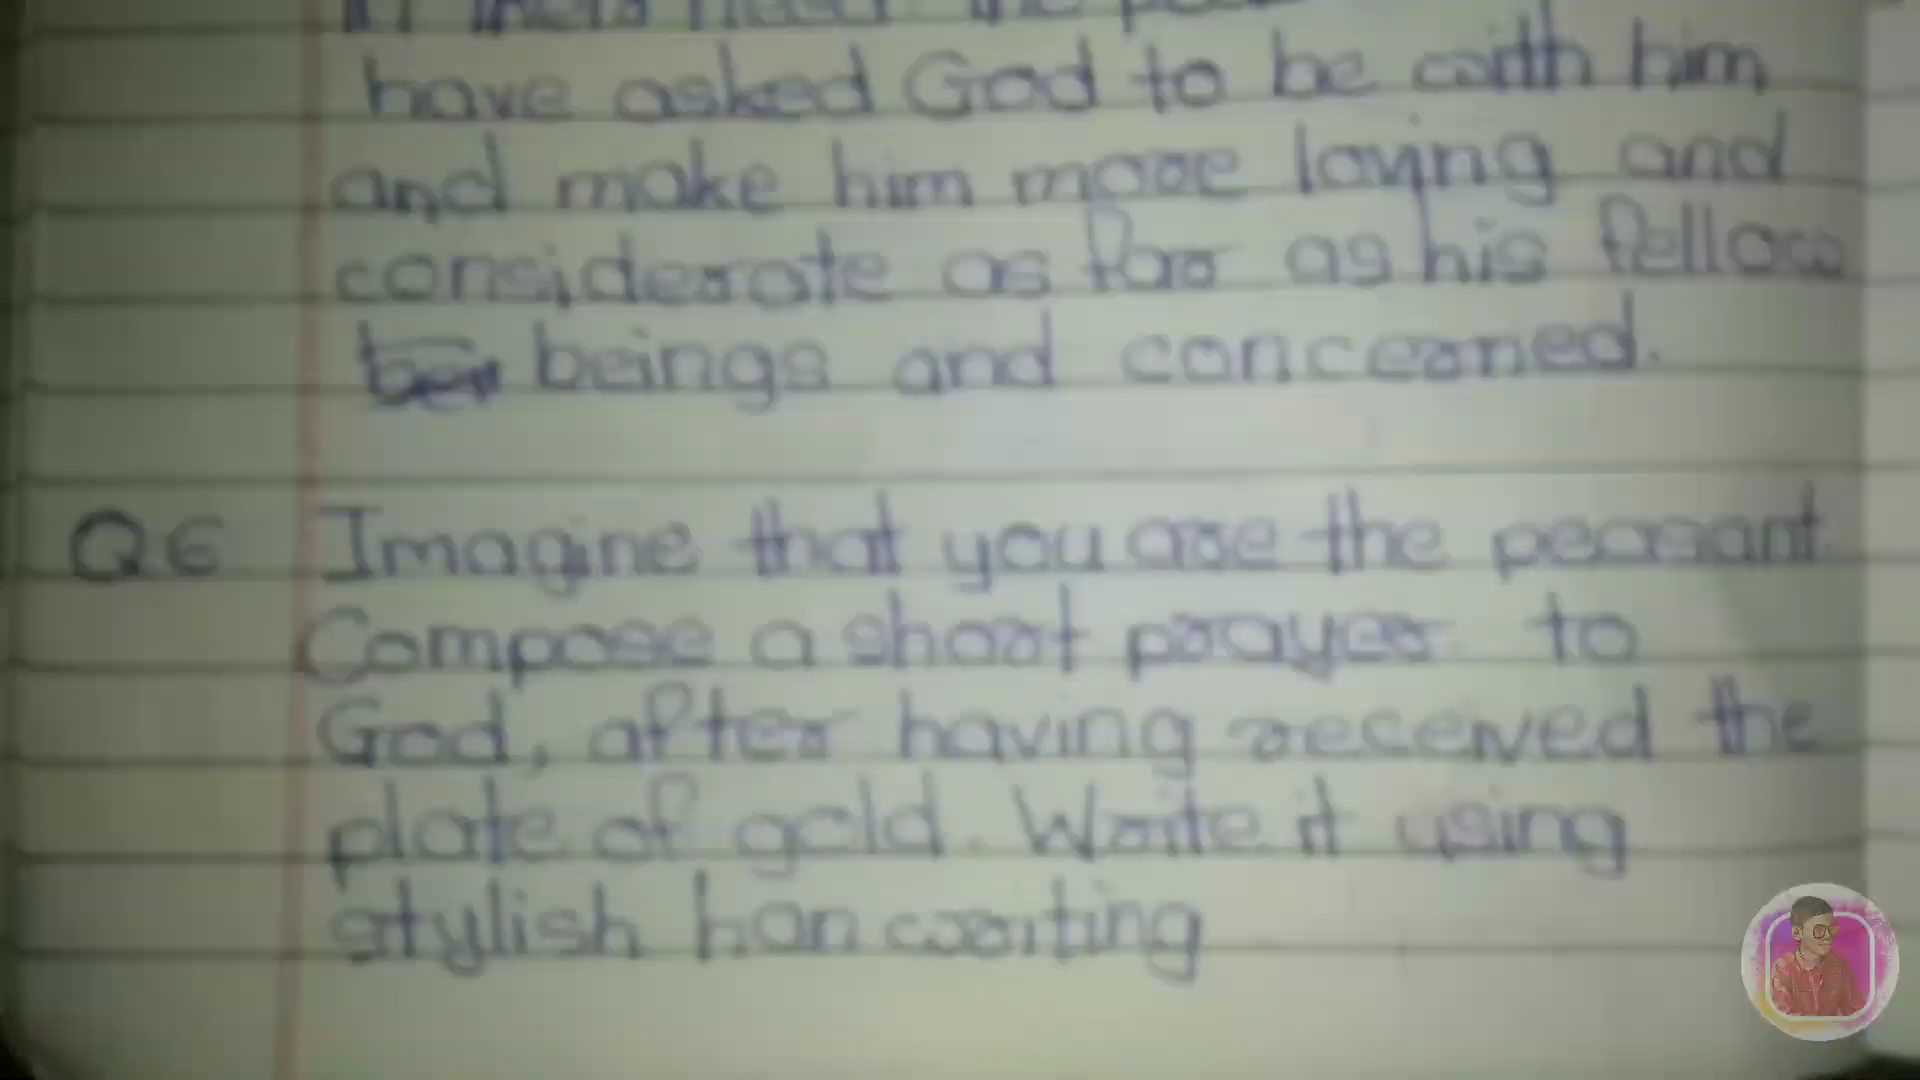 have asked God to be with him
and make him more loving and
considerate as far as his fellow
beings and concerned.
Q6 Imagine that you are the peasant
Compose a short prayer to
God, after having received the
plate of gold. Write it using
stylish han writing